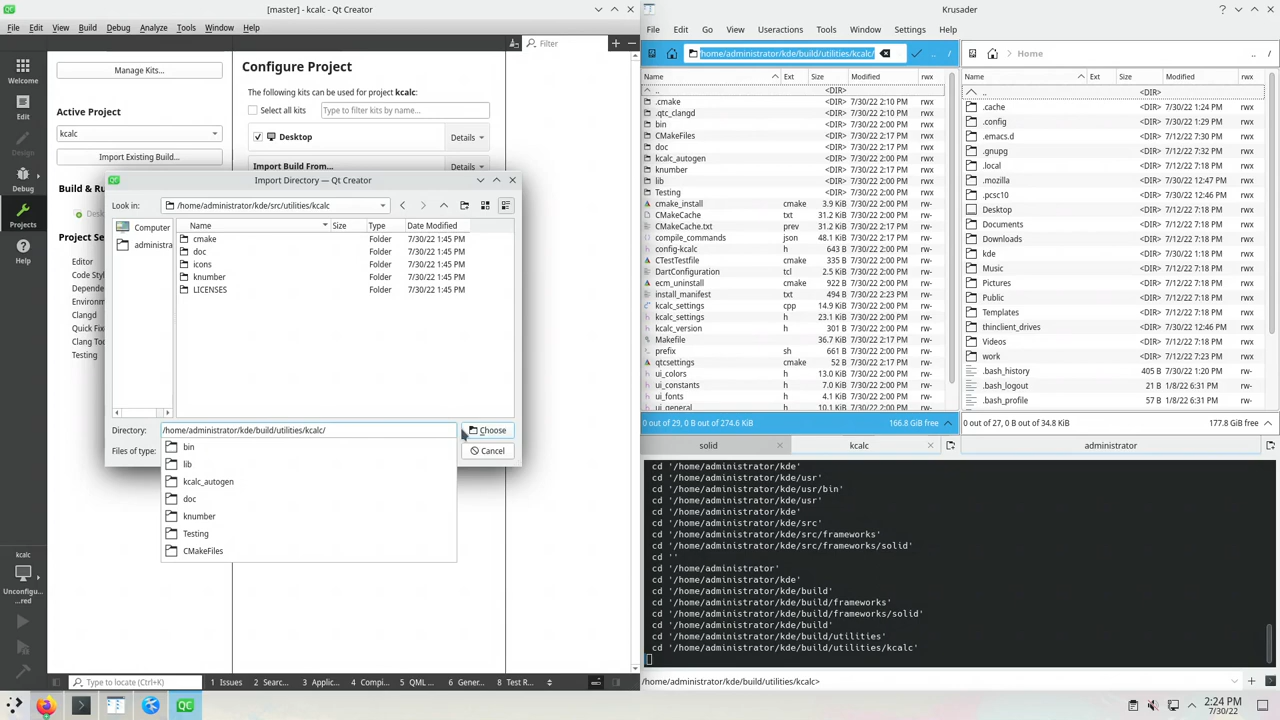 [master] - kcalc - Qt Creator
File
Edit
View
Build
Debug
Analyze
Tools
Window
Help
Filter
Welcome
Edit
Design
Debug
Projects
Help
kcalc
Unconfig...
...red
Manage Kits...
Active Project
kcalc
Import Existing Build...
Build & Ru
Desk
Project Se
Editor
Code Styl
Depende
Environm
Clangd
Quick Fix
Clang Too
Testing
Configure Project
The following kits can be used for project kcalc:
Select all kits
Type to filter kits by name...
Desktop
Details
Import Build From...
Details
Import Directory — Qt Creator
Look in:
/home/administrator/kde/src/utilities/kcalc
Computer
administra
Name
Size
Type
Date Modified
cmake Folder 7/30/22 1:45 PM
doc Folder 7/30/22 1:45 PM
icons Folder 7/30/22 1:45 PM
knumber Folder 7/30/22 1:45 PM
LICENSES Folder 7/30/22 1:45 PM
Directory:
/home/administrator/kde/build/utilities/kcalc/
Choose
Files of type:
Cancel
bin
lib
kcalc_autogen
doc
knumber
Testing
CMakeFiles
Type to locate (Ctrl+K)
1 Issues
2 Searc...
3 Applic...
4 Compi...
5 QML ...
6 Gener...
8 Test R...
Krusader
File
Edit
View
Useractions
Tools
Window
Settings
Help
/home/administrator/kde/build/utilities/kcalc/
..
/
Name Ext Size Modified rwx
.. <DIR>
.cmake <DIR> 7/30/22 2:10 PM rwx
.qtc_clangd <DIR> 7/30/22 2:10 PM rwx
bin <DIR> 7/30/22 2:17 PM rwx
CMakeFiles <DIR> 7/30/22 2:17 PM rwx
doc <DIR> 7/30/22 2:17 PM rwx
kcalc_autogen <DIR> 7/30/22 2:00 PM rwx
knumber <DIR> 7/30/22 2:17 PM rwx
lib <DIR> 7/30/22 2:00 PM rwx
Testing <DIR> 7/30/22 2:00 PM rwx
cmake_install cmake 3.9 KiB 7/30/22 2:00 PM rw-
CMakeCache txt 31.2 KiB 7/30/22 2:17 PM rw-
CMakeCache.txt prev 31.2 KiB 7/30/22 2:00 PM rw-
compile_commands json 48.1 KiB 7/30/22 2:17 PM rw-
config-kcalc h 146 B 7/30/22 2:00 PM rw-
CTestTestfile cmake 335 B 7/30/22 2:00 PM rw-
DartConfiguration tcl 2.5 KiB 7/30/22 2:00 PM rw-
ecm_uninstall cmake 922 B 7/30/22 2:00 PM rw-
install_manifest txt 494 B 7/30/22 2:23 PM rw-
kcalc_settings cpp 14.9 KiB 7/30/22 2:00 PM rw-
kcalc_settings h 23.1 KiB 7/30/22 2:00 PM rw-
kcalc_version h 301 B 7/30/22 2:00 PM rw-
Makefile 36.7 KiB 7/30/22 2:17 PM rw-
prefix sh 661 B 7/30/22 2:00 PM rw-
qtcsettings cmake 52 B 7/30/22 2:17 PM rw-
ui_colors h 13.0 KiB 7/30/22 2:00 PM rw-
ui_constants h 7.0 KiB 7/30/22 2:00 PM rw-
ui_fonts h 4.1 KiB 7/30/22 2:00 PM rw-
ui_general h 10.1 KiB 7/30/22 2:00 PM rw-
0 out of 29, 0 B out of 274.6 KiB
166.8 GiB free
solid
kcalc
Home
..
Name Ext Size Modified rwx
.. <DIR>
.cache <DIR> 7/30/22 1:24 PM rwx
.config <DIR> 7/30/22 1:29 PM rwx
.emacs.d <DIR> 7/12/22 7:30 PM rwx
.gnupg <DIR> 7/12/22 7:32 PM rwx
.local <DIR> 7/12/22 7:18 PM rwx
.mozilla <DIR> 7/30/22 12:47 PM rwx
.pcsc10 <DIR> 7/30/22 12:46 PM rwx
Desktop <DIR> 7/12/22 7:18 PM rwx
Documents <DIR> 7/12/22 7:18 PM rwx
Downloads <DIR> 7/12/22 7:18 PM rwx
kde <DIR> 7/30/22 2:00 PM rwx
Music <DIR> 7/12/22 7:18 PM rwx
Pictures <DIR> 7/12/22 7:18 PM rwx
Public <DIR> 7/12/22 7:18 PM rwx
Templates <DIR> 7/12/22 7:18 PM rwx
thinclient_drives <DIR> 7/30/22 12:46 PM rwx
Videos <DIR> 7/12/22 7:18 PM rwx
work <DIR> 7/12/22 7:23 PM rwx
.bash_history 405 B 7/30/22 1:20 PM rw-
.bash_logout 21 B 1/8/22 6:31 PM rw-
.bash_profile 57 B 1/8/22 6:31 PM rw-
0 out of 27, 0 B out of 34.8 KiB
177.8 GiB free
administrator
cd '/home/administrator/kde'
cd '/home/administrator/kde/usr'
cd '/home/administrator/kde/usr/bin'
cd '/home/administrator/kde/usr'
cd '/home/administrator/kde'
cd '/home/administrator/kde/src'
cd '/home/administrator/kde/src/frameworks'
cd '/home/administrator/kde/src/frameworks/solid'
cd ''
cd '/home/administrator'
cd '/home/administrator/kde'
cd '/home/administrator/kde/build'
cd '/home/administrator/kde/build/frameworks'
cd '/home/administrator/kde/build/frameworks/solid'
cd '/home/administrator/kde/build'
cd '/home/administrator/kde/build/utilities'
cd '/home/administrator/kde/build/utilities/kcalc'
/home/administrator/kde/build/utilities/kcalc>
2:24 PM
7/30/22